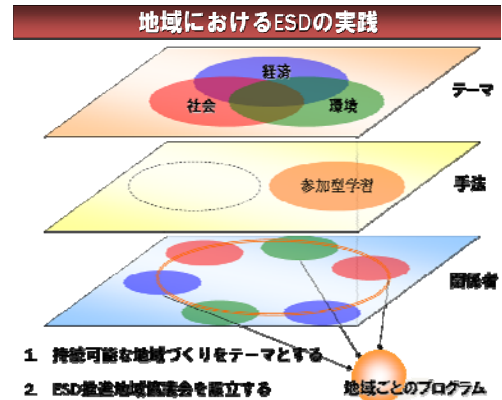 地域におけるESDの実践
経済
社会
環境
テーマ
参加型学習
手法
関係者
1. 持続可能な地域づくりをテーマとする
2. ESD推進地域協議会を設立する
地域ごとのプログラム